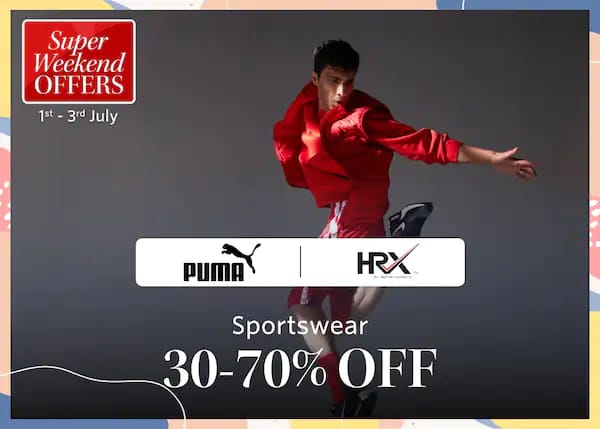 Super
Weekend
OFFERS
1st - 3rd July
PUMA
HRX
Sportswear
30-70% OFF